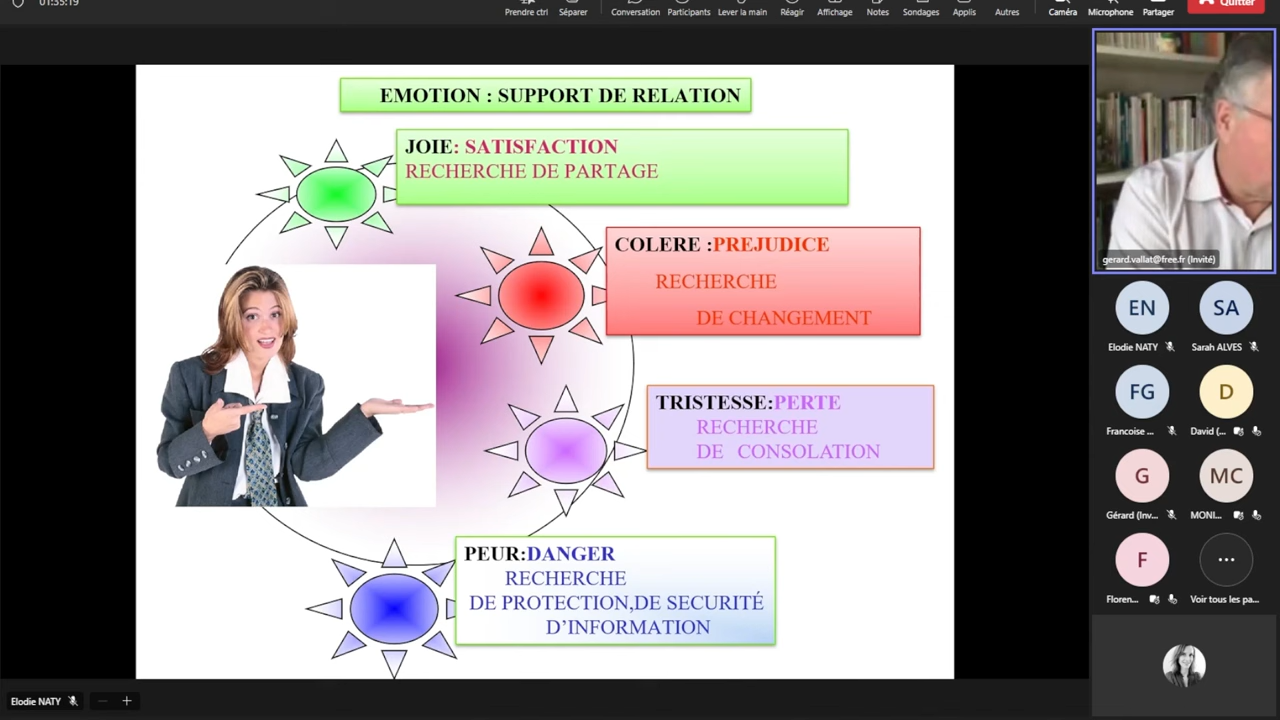 01:35:19
Prendre ctrl
Séparer
Conversation
Participants
Lever la main
Réagir
Affichage
Notes
Sondages
Applis
Autres
Caméra
Microphone
Partager
Quitter
EMOTION : SUPPORT DE RELATION
JOIE: SATISFACTION
RECHERCHE DE PARTAGE
COLERE :PREJUDICE
RECHERCHE
DE CHANGEMENT
TRISTESSE:PERTE
RECHERCHE
DE CONSOLATION
PEUR:DANGER
RECHERCHE
DE PROTECTION,DE SECURITÉ
D’INFORMATION
gerard.vallat@free.fr (Invité)
EN
SA
Elodie NATY
Sarah ALVES
FG
D
Francoise ...
David (...
G
MC
Gérard (Inv...
MONI...
F
...
Floren...
Voir tous les pa...
Elodie NATY